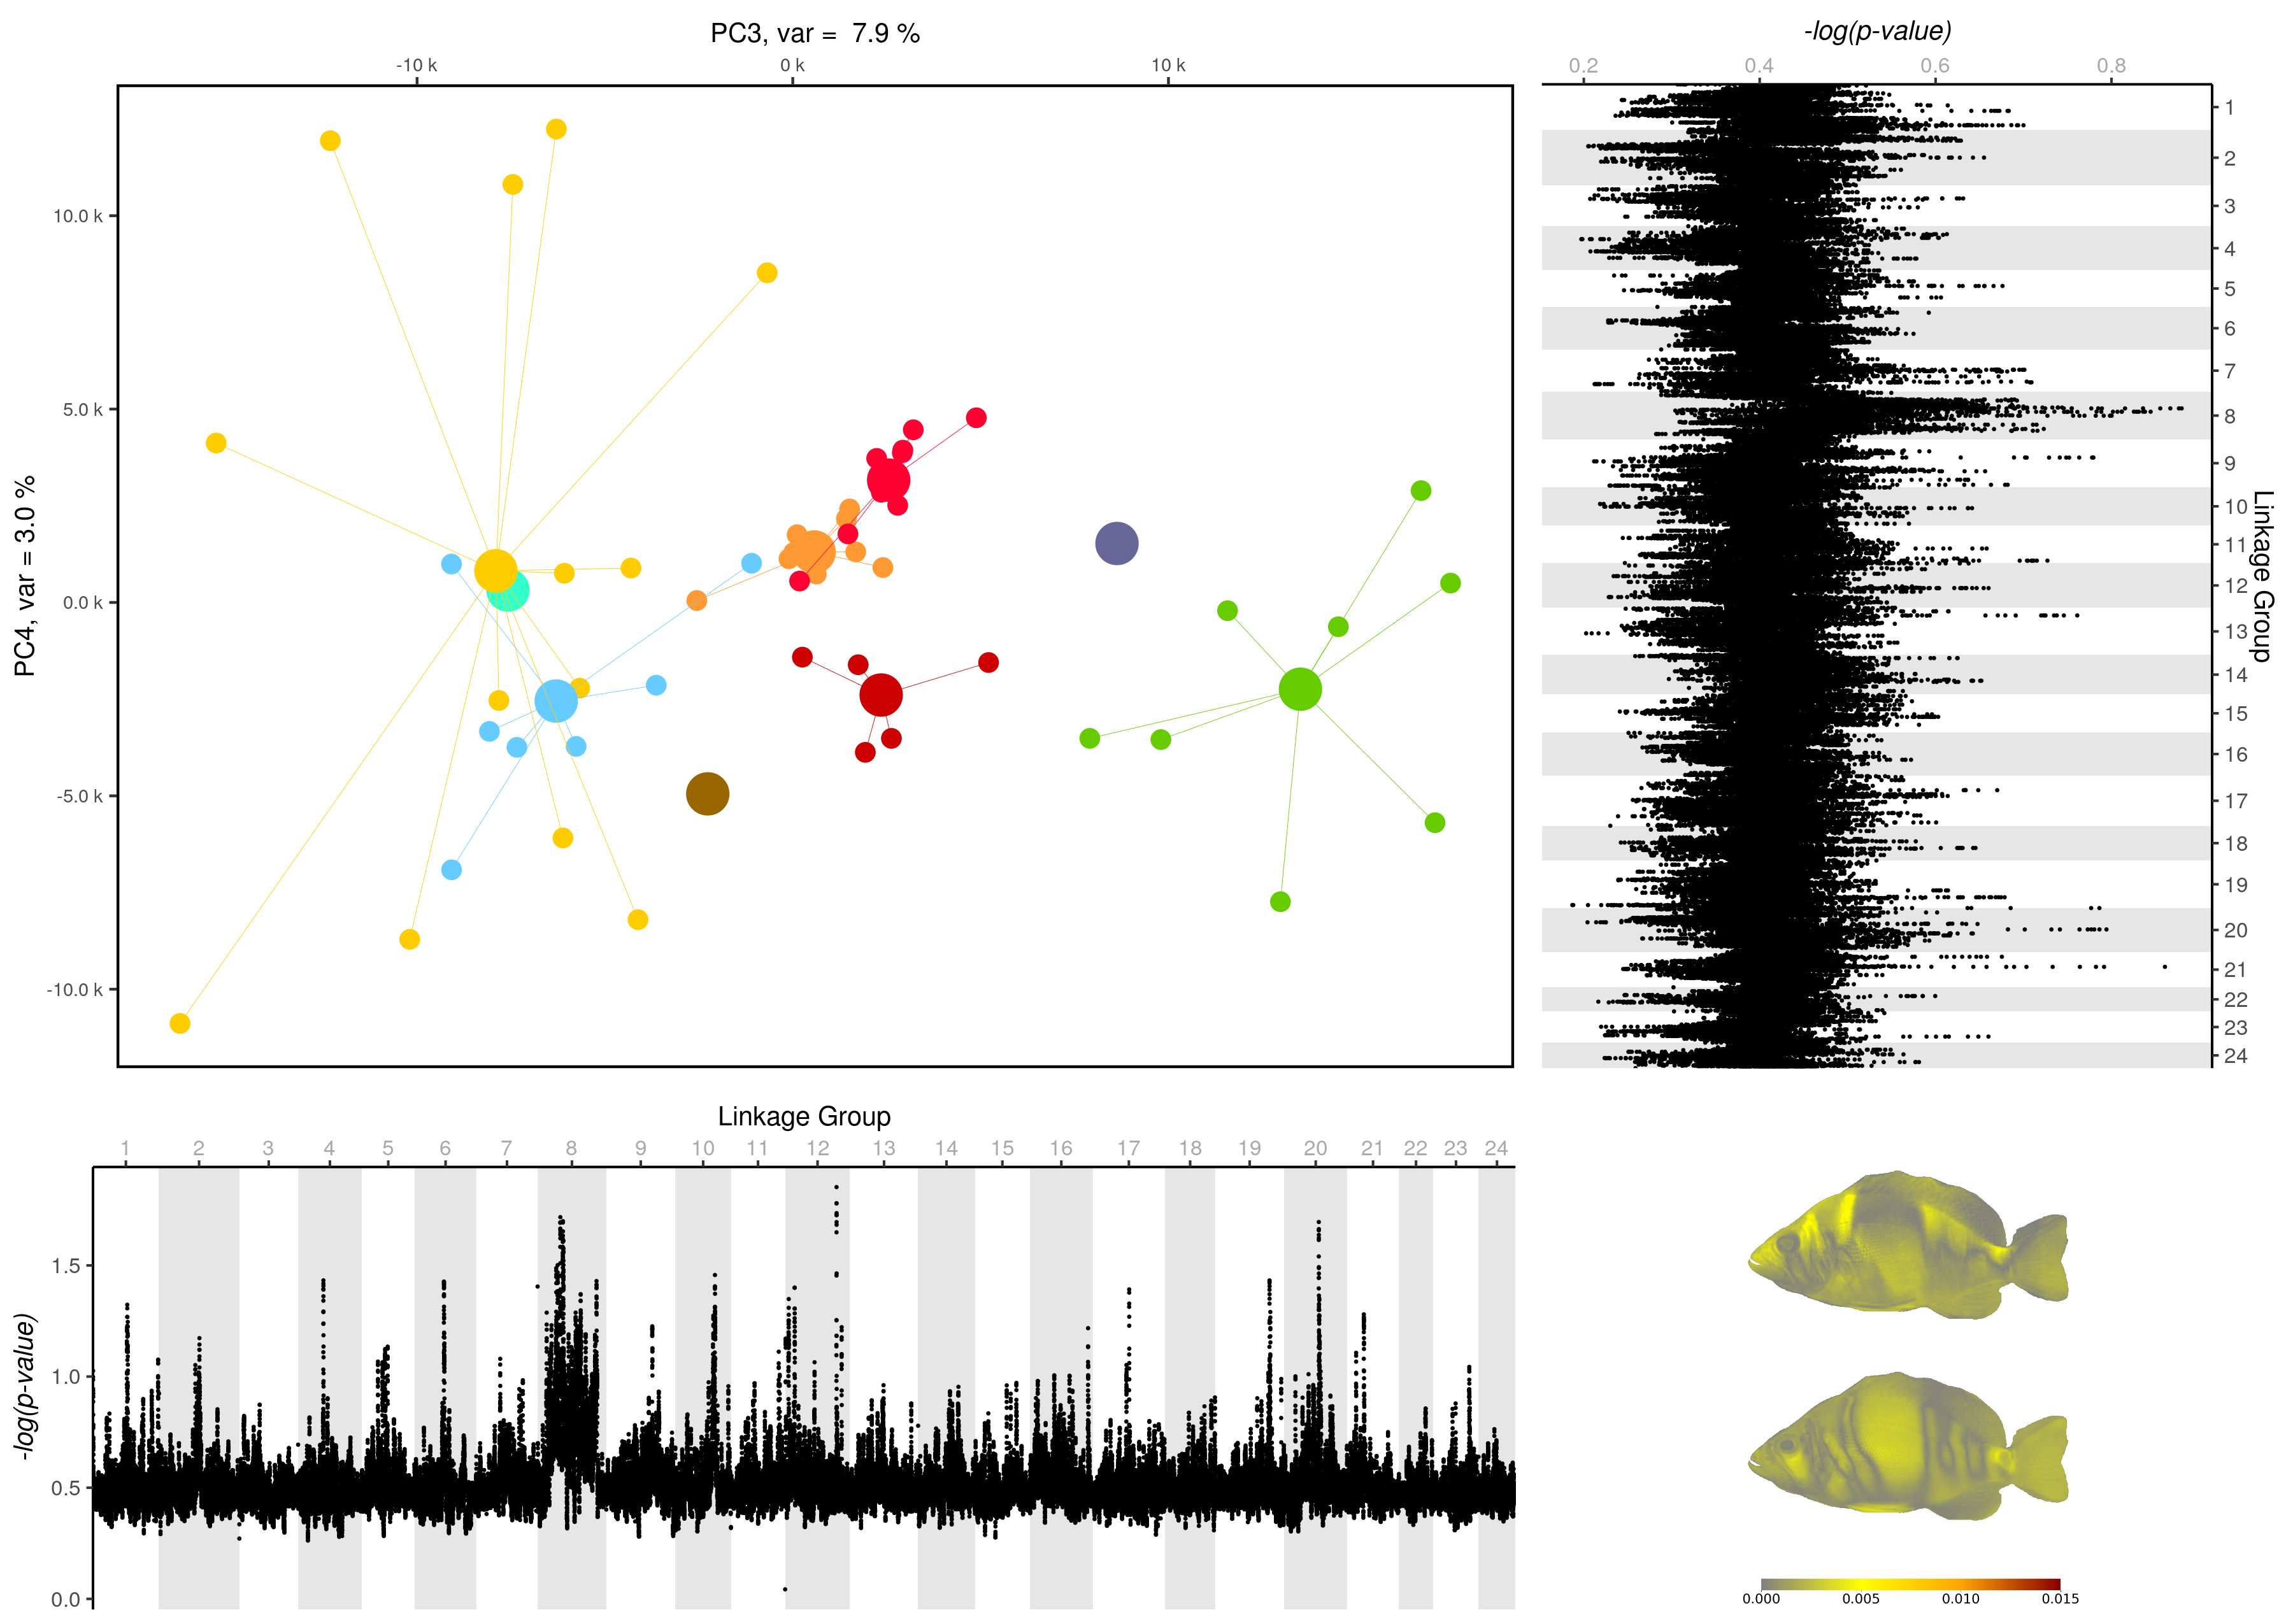 PC3, var =  7.9 %
-10 k 0 k 10 k
PC4, var = 3.0 %
10.0 k
5.0 k
0.0 k
-5.0 k
-10.0 k
-log(p-value)
0.2 0.4 0.6 0.8
1
2
3
4
5
6
7
8
9
10
11
12
13
14
15
16
17
18
19
20
21
22
23
24
Linkage Group
Linkage Group
1 2 3 4 5 6 7 8 9 10 11 12 13 14 15 16 17 18 19 20 21 22 23 24
-log(p-value)
1.5
1.0
0.5
0.0
0.000 0.005 0.010 0.015